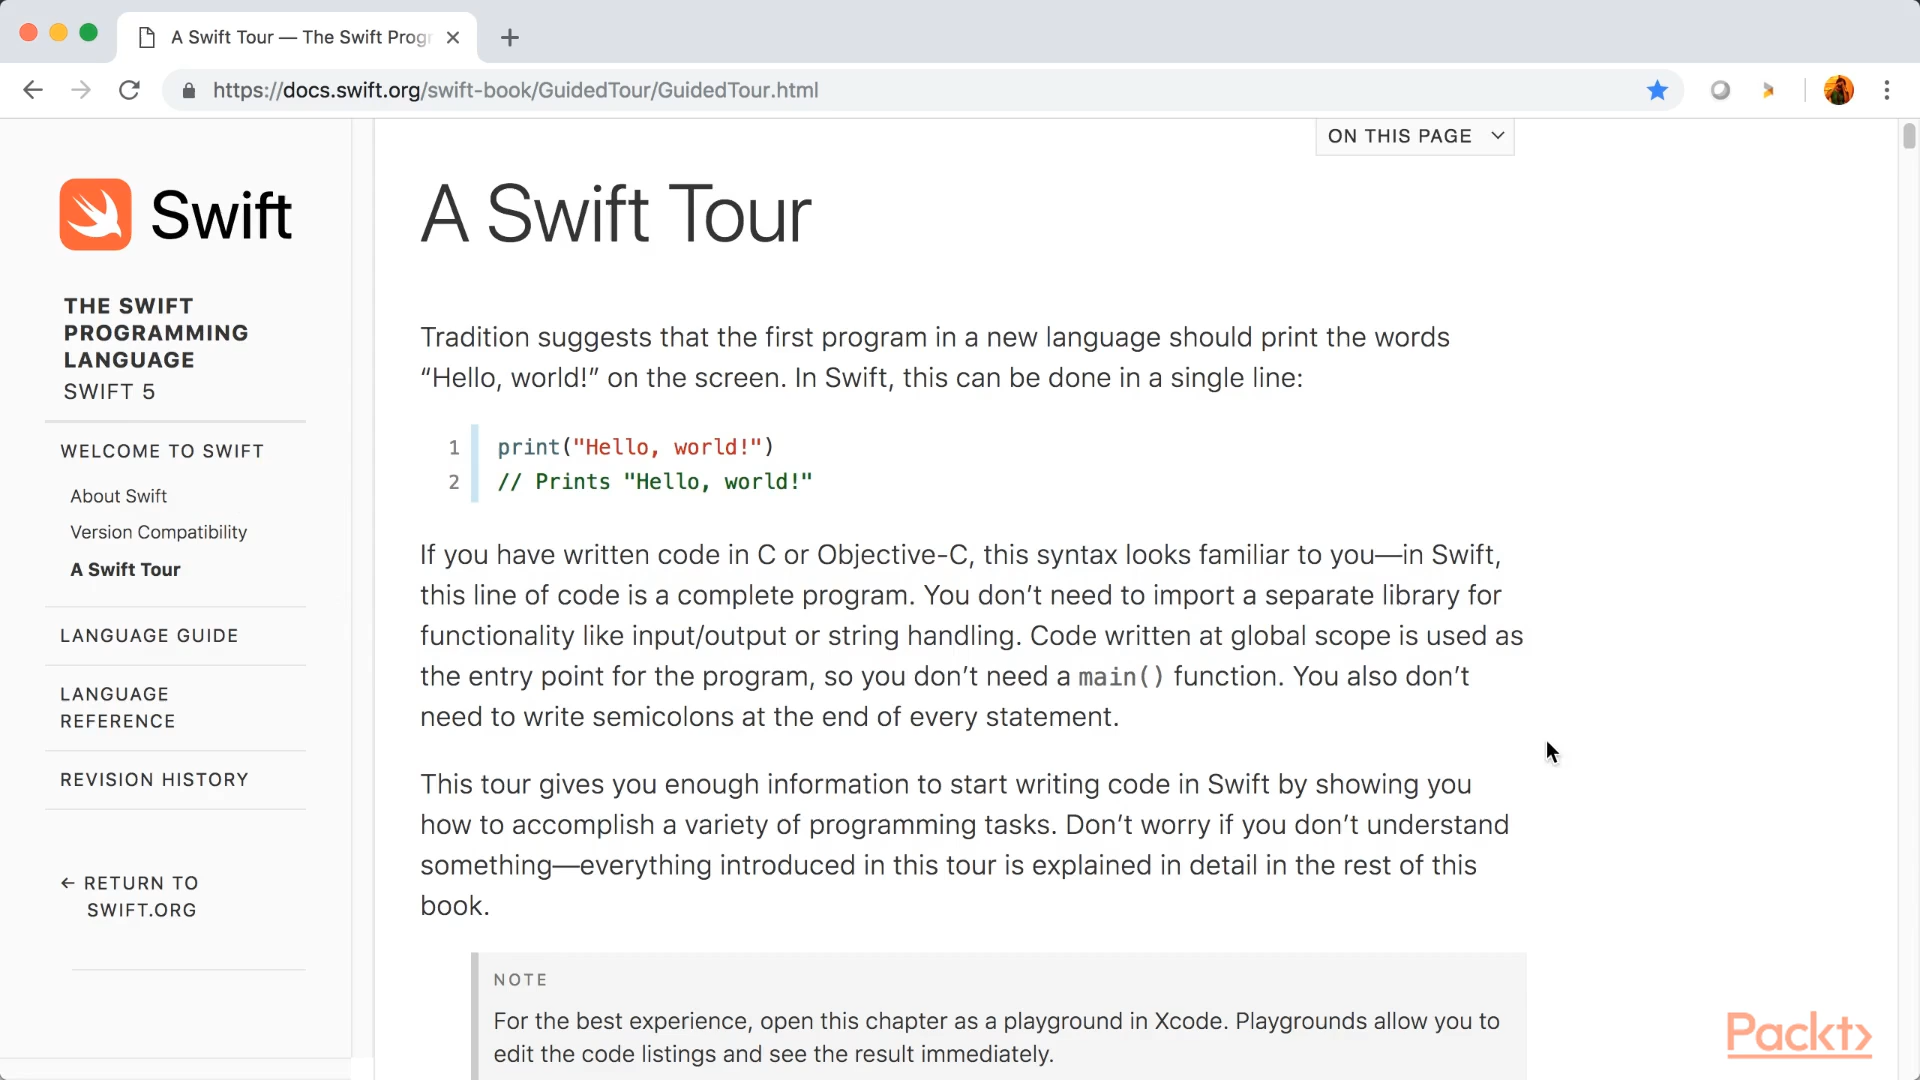 A Swift Tour — The Swift Progr
https://docs.swift.org/swift-book/GuidedTour/GuidedTour.html
ON THIS PAGE
Swift
THE SWIFT
PROGRAMMING
LANGUAGE
SWIFT 5
WELCOME TO SWIFT
About Swift
Version Compatibility
A Swift Tour
LANGUAGE GUIDE
LANGUAGE
REFERENCE
REVISION HISTORY
← RETURN TO
SWIFT.ORG
A Swift Tour
Tradition suggests that the first program in a new language should print the words
“Hello, world!” on the screen. In Swift, this can be done in a single line:
1 print("Hello, world!")
2 // Prints "Hello, world!"
If you have written code in C or Objective-C, this syntax looks familiar to you—in Swift,
this line of code is a complete program. You don’t need to import a separate library for
functionality like input/output or string handling. Code written at global scope is used as
the entry point for the program, so you don’t need a main() function. You also don’t
need to write semicolons at the end of every statement.
This tour gives you enough information to start writing code in Swift by showing you
how to accomplish a variety of programming tasks. Don’t worry if you don’t understand
something—everything introduced in this tour is explained in detail in the rest of this
book.
NOTE
For the best experience, open this chapter as a playground in Xcode. Playgrounds allow you to
edit the code listings and see the result immediately.
Packt>